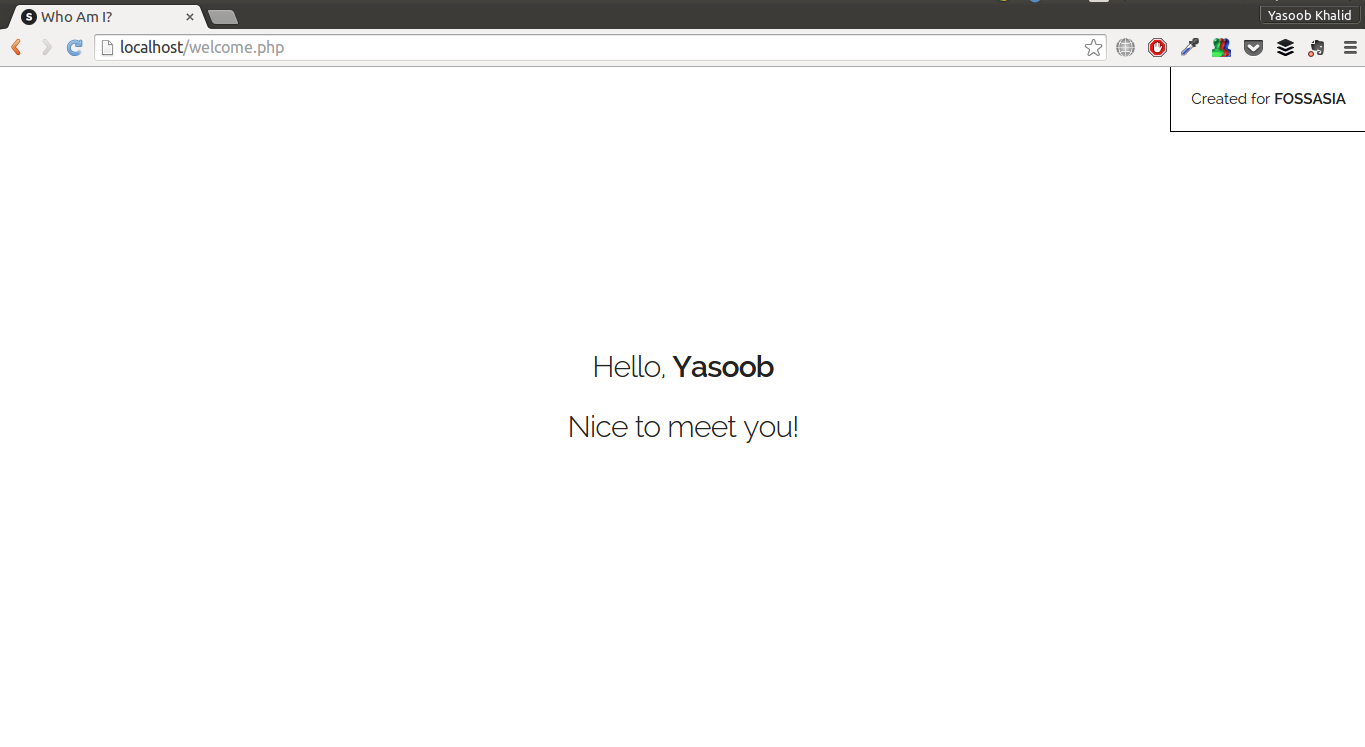 S Who Am I?
Yasoob Khalid
localhost/welcome.php
Created for FOSSASIA
Hello, Yasoob
Nice to meet you!